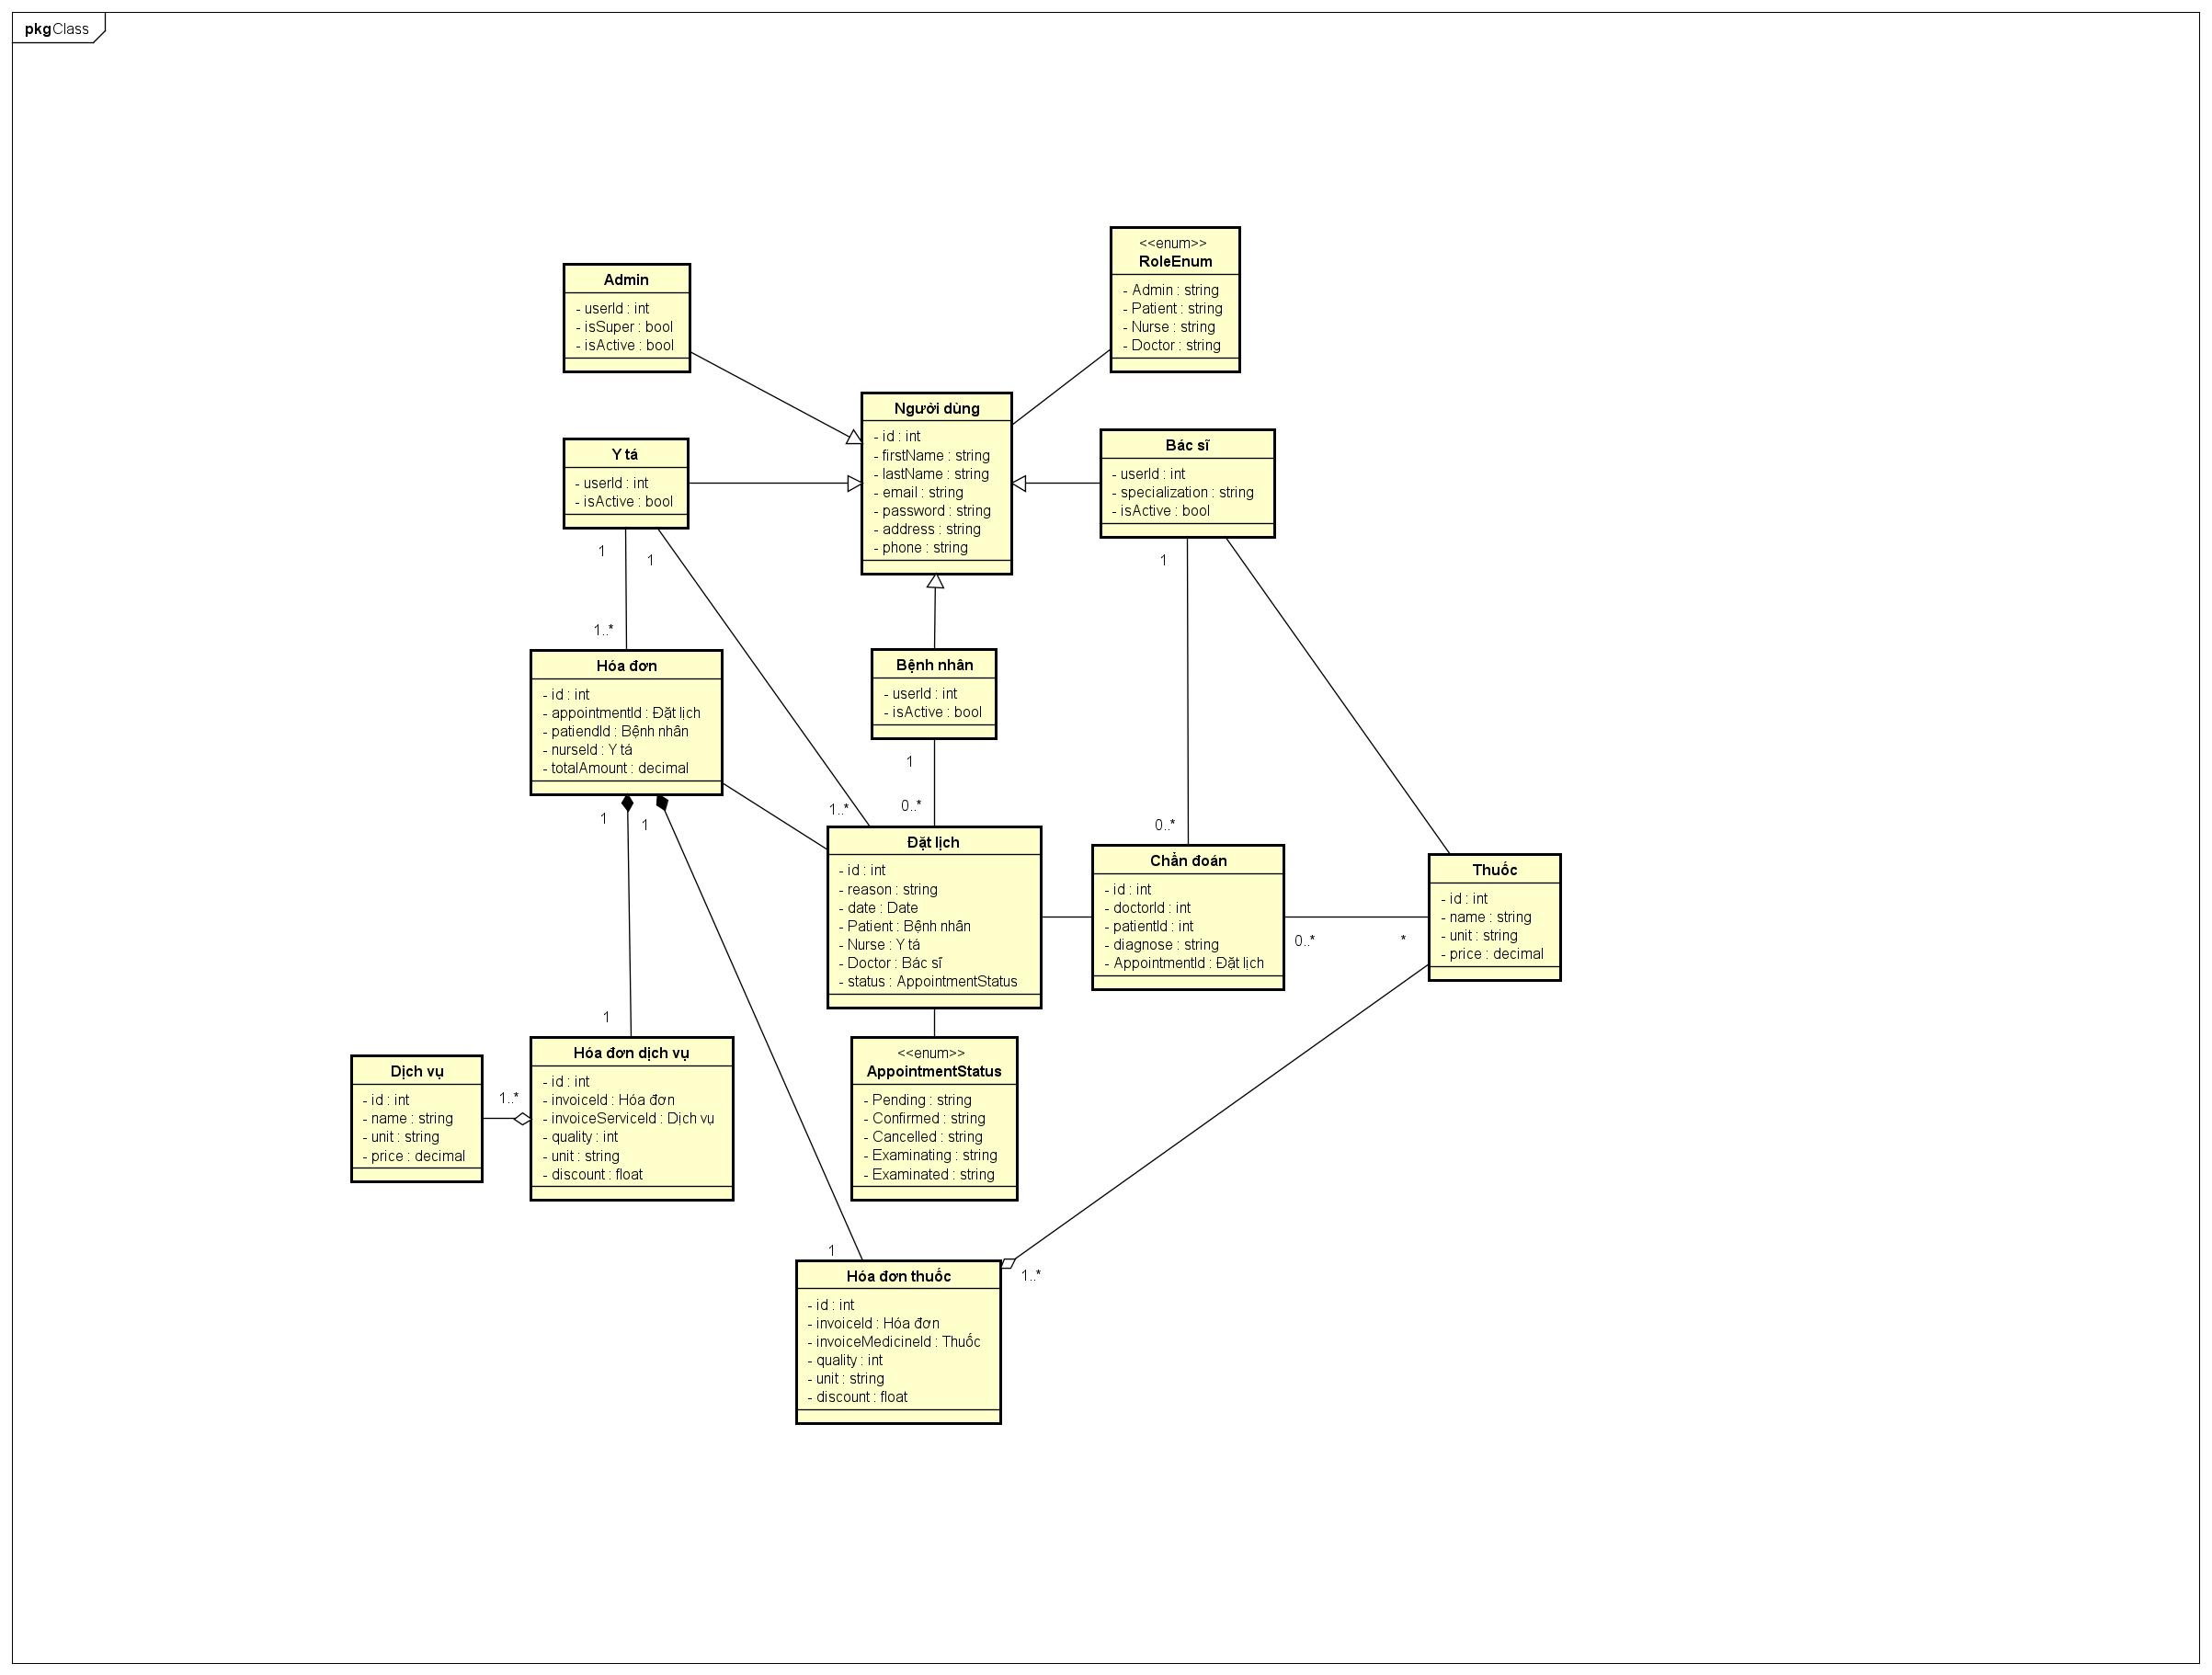 pkgClass
<<enum>>
RoleEnum
- Admin : string
- Patient : string
- Nurse : string
- Doctor : string
Admin
- userId : int
- isSuper : bool
- isActive : bool
Người dùng
- id : int
- firstName : string
- lastName : string
- email : string
- password : string
- address : string
- phone : string
Y tá
- userId : int
- isActive : bool
Bác sĩ
- userId : int
- specialization : string
- isActive : bool
1
1
1
1..*
Hóa đơn
- id : int
- appointmentId : Đặt lịch
- patiendId : Bệnh nhân
- nurseId : Y tá
- totalAmount : decimal
Bệnh nhân
- userId : int
- isActive : bool
1
1..*
0..*
0..*
1
1
Đặt lịch
- id : int
- reason : string
- date : Date
- Patient : Bệnh nhân
- Nurse : Y tá
- Doctor : Bác sĩ
- status : AppointmentStatus
Chẩn đoán
- id : int
- doctorId : int
- patientId : int
- diagnose : string
- AppointmentId : Đặt lịch
0..*
*
Thuốc
- id : int
- name : string
- unit : string
- price : decimal
1
Dịch vụ
- id : int
- name : string
- unit : string
- price : decimal
1..*
Hóa đơn dịch vụ
- id : int
- invoiceId : Hóa đơn
- invoiceServiceId : Dịch vụ
- quality : int
- unit : string
- discount : float
<<enum>>
AppointmentStatus
- Pending : string
- Confirmed : string
- Cancelled : string
- Examinating : string
- Examinated : string
1
1..*
Hóa đơn thuốc
- id : int
- invoiceId : Hóa đơn
- invoiceMedicineId : Thuốc
- quality : int
- unit : string
- discount : float